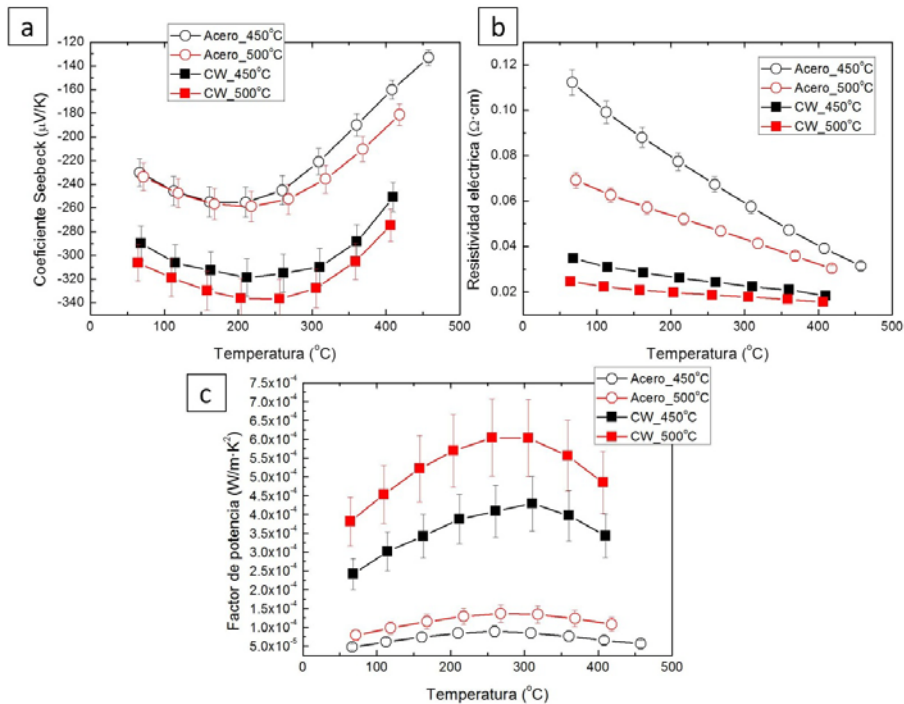 a
Acero_450°C
Acero_500°C
CW_450°C
CW_500°C
-120
-140
-160
-180
-200
-220
-240
-260
-280
-300
-320
-340
Coeficiente Seebeck (μV/K)
0 100 200 300 400 500
Temperatura (°C)
b
Acero_450°C
Acero_500°C
CW_450°C
CW_500°C
0.12
0.10
0.08
0.06
0.04
0.02
Resistividad eléctrica (Ω·cm)
0 100 200 300 400 500
Temperatura (°C)
c
Acero_450°C
Acero_500°C
CW_450°C
CW_500°C
7.5x10⁻⁴
7.0x10⁻⁴
6.5x10⁻⁴
6.0x10⁻⁴
5.5x10⁻⁴
5.0x10⁻⁴
4.5x10⁻⁴
4.0x10⁻⁴
3.5x10⁻⁴
3.0x10⁻⁴
2.5x10⁻⁴
2.0x10⁻⁴
1.5x10⁻⁴
1.0x10⁻⁴
5.0x10⁻⁵
Factor de potencia (W/m·K²)
0 100 200 300 400 500
Temperatura (°C)